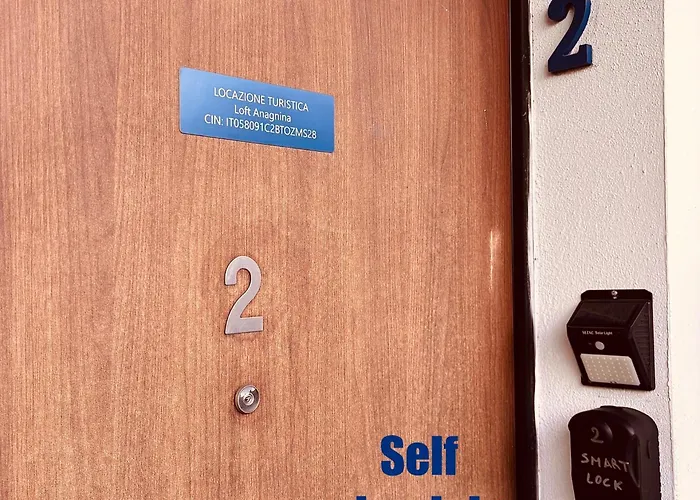 2
LOCAZIONE TURISTICA
Loft Anagnina
CIN: IT058091C2BTOZMS28
2
Self
2
SMART
LOCK